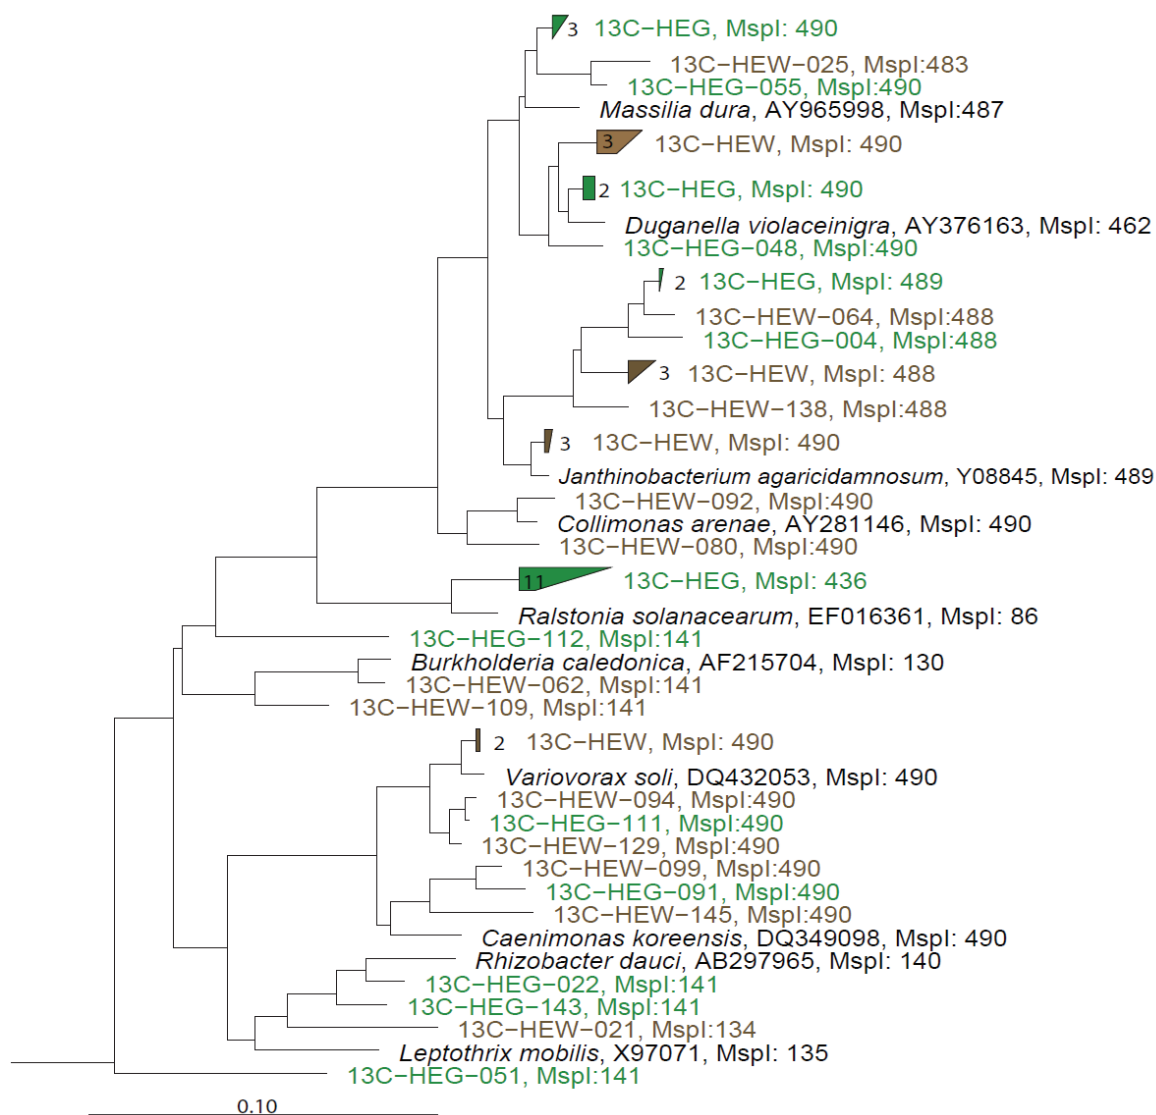 3 13C−HEG, MspI: 490
13C−HEW−025, MspI:483
13C−HEG−055, MspI:490
Massilia dura, AY965998, MspI:487
3 13C−HEW, MspI: 490
2 13C−HEG, MspI: 490
Duganella violaceinigra, AY376163, MspI: 462
13C−HEG−048, MspI:490
2 13C−HEG, MspI: 489
13C−HEW−064, MspI:488
13C−HEG−004, MspI:488
3 13C−HEW, MspI: 488
13C−HEW−138, MspI:488
3 13C−HEW, MspI: 490
Janthinobacterium agaricidamnosum, Y08845, MspI: 489
13C−HEW−092, MspI:490
Collimonas arenae, AY281146, MspI: 490
13C−HEW−080, MspI:490
11 13C−HEG, MspI: 436
Ralstonia solanacearum, EF016361, MspI: 86
13C−HEG−112, MspI:141
Burkholderia caledonica, AF215704, MspI: 130
13C−HEW−062, MspI:141
13C−HEW−109, MspI:141
2 13C−HEW, MspI: 490
Variovorax soli, DQ432053, MspI: 490
13C−HEW−094, MspI:490
13C−HEG−111, MspI:490
13C−HEW−129, MspI:490
13C−HEW−099, MspI:490
13C−HEG−091, MspI:490
13C−HEW−145, MspI:490
Caenimonas koreensis, DQ349098, MspI: 490
Rhizobacter dauci, AB297965, MspI: 140
13C−HEG−022, MspI:141
13C−HEG−143, MspI:141
13C−HEW−021, MspI:134
Leptothrix mobilis, X97071, MspI: 135
13C−HEG−051, MspI:141
0.10